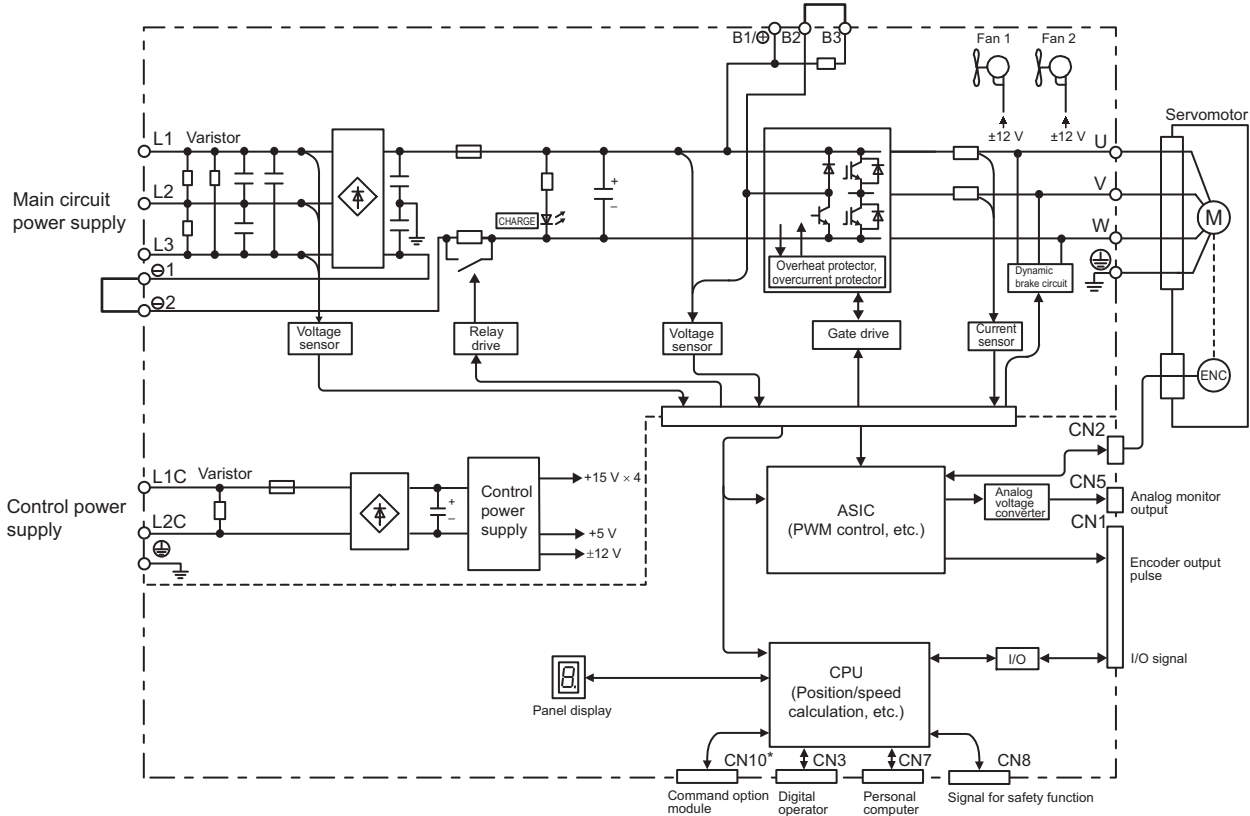 B1/⊕ B2 B3
Fan 1 Fan 2
±12 V ±12 V
Servomotor
L1 Varistor
U
Main circuit
power supply
L2
V
CHARGE
+
–
M
L3
W
⊖1
⊖2
Overheat protector,
overcurrent protector
Dynamic
brake circuit
Voltage
sensor
Relay
drive
Voltage
sensor
Gate drive
Current
sensor
ENC
CN2
Control power
supply
L1C Varistor
L2C
+
–
Control
power
supply
+15 V × 4
+5 V
±12 V
ASIC
(PWM control, etc.)
Analog
voltage
converter
CN5
Analog monitor
output
CN1
Encoder output
pulse
CPU
(Position/speed
calculation, etc.)
I/O
I/O signal
8.
Panel display
CN10*
CN3
CN7
CN8
Command option
module
Digital
operator
Personal
computer
Signal for safety function